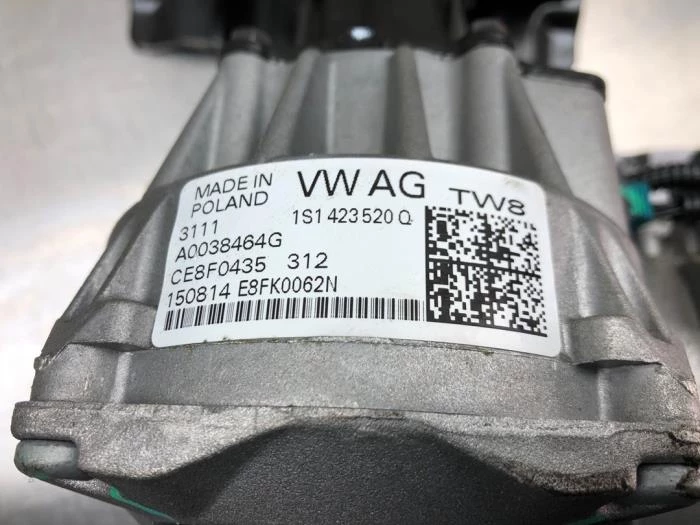 MADE IN VW AG TW8
POLAND
3111 1S1 423 520 Q
A0038464G
CE8F0435 312
150814 E8FK0062N